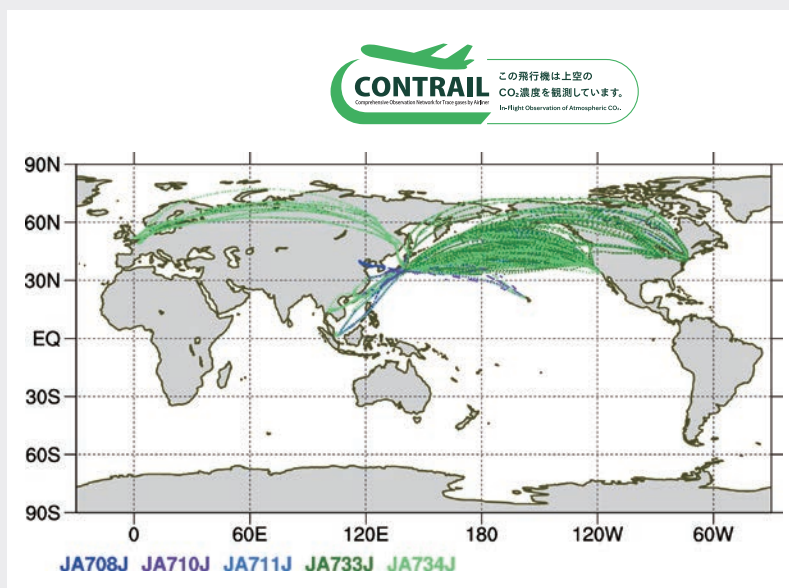 CONTRAIL
Comprehensive Observation Network for Trace gases by Airliner
この飛行機は上空の
CO₂濃度を観測しています。
In-Flight Observation of Atmospheric CO₂.
90N
60N
30N
EQ
30S
60S
90S
0 60E 120E 180 120W 60W
JA708J JA710J JA711J JA733J JA734J